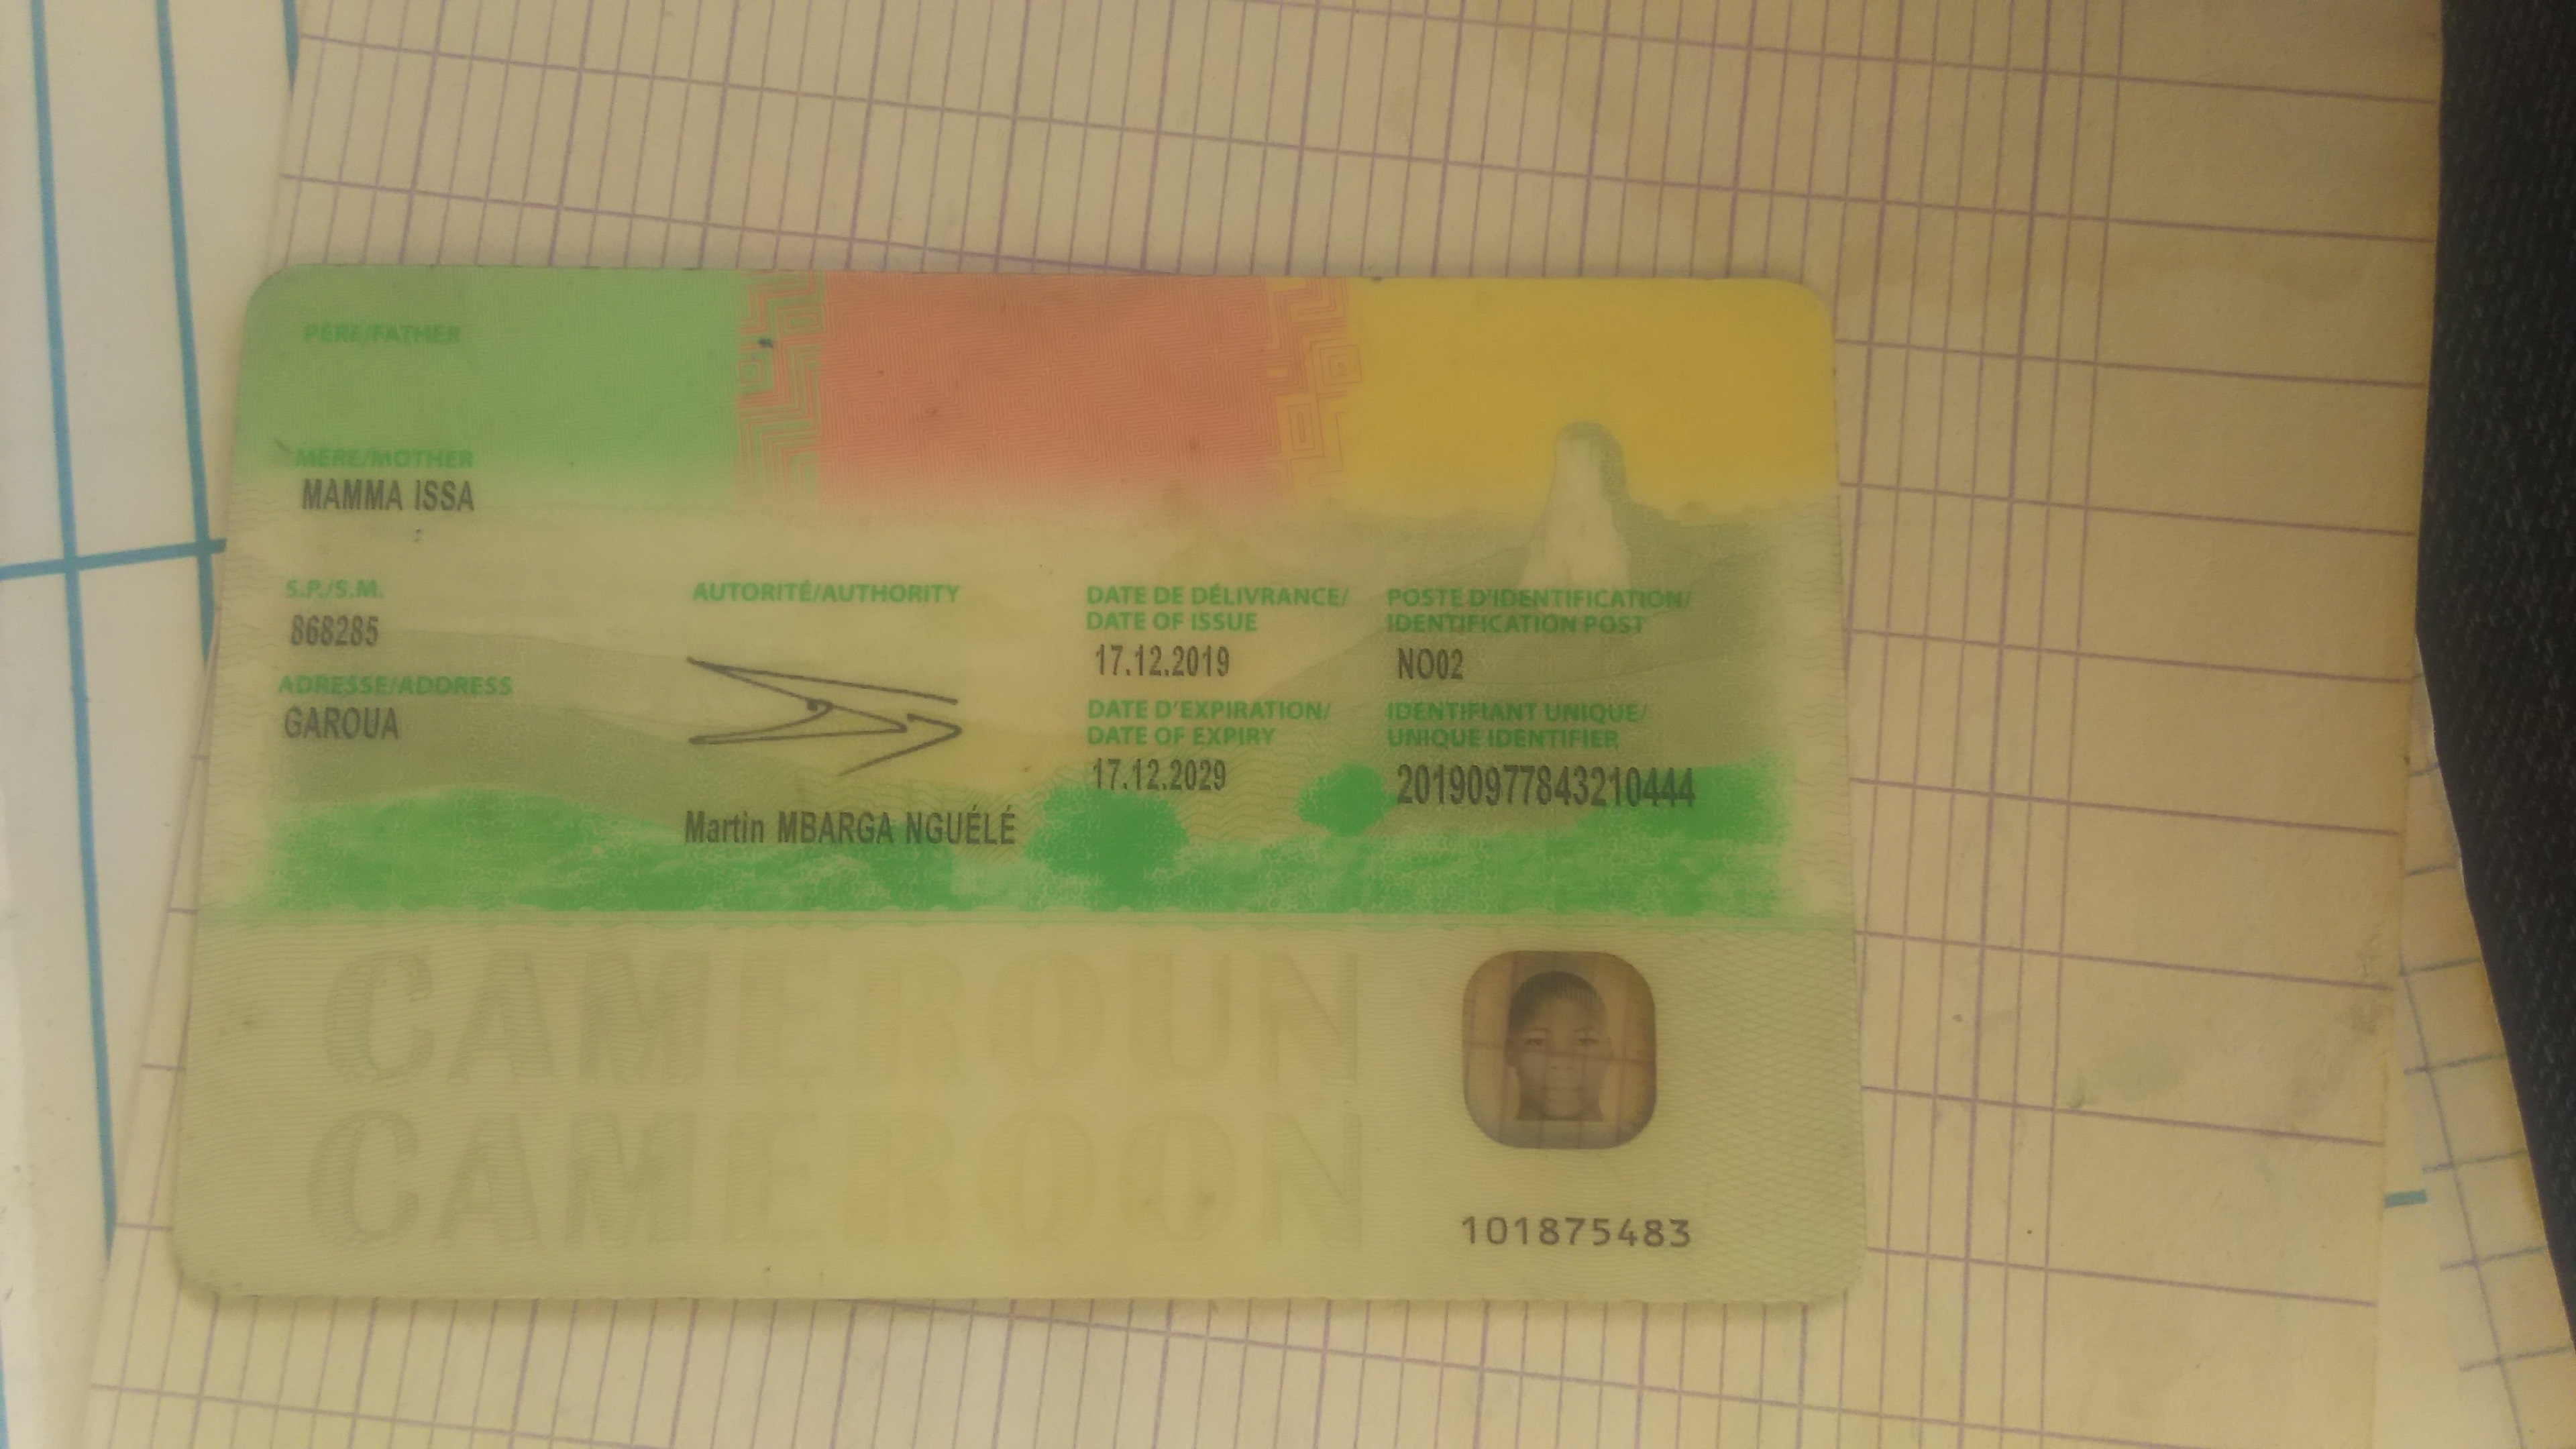 PÈRE/FATHER
MÈRE/MOTHER
MAMMA ISSA
S.P./S.M.
868285
ADRESSE/ADDRESS
GAROUA
AUTORITÉ/AUTHORITY
Martin MBARGA NGUÉLÉ
DATE DE DÉLIVRANCE/
DATE OF ISSUE
17.12.2019
DATE D'EXPIRATION/
DATE OF EXPIRY
17.12.2029
POSTE D'IDENTIFICATION/
IDENTIFICATION POST
NO02
IDENTIFIANT UNIQUE/
UNIQUE IDENTIFIER
20190977843210444
CAMEROUN
CAMEROON
101875483